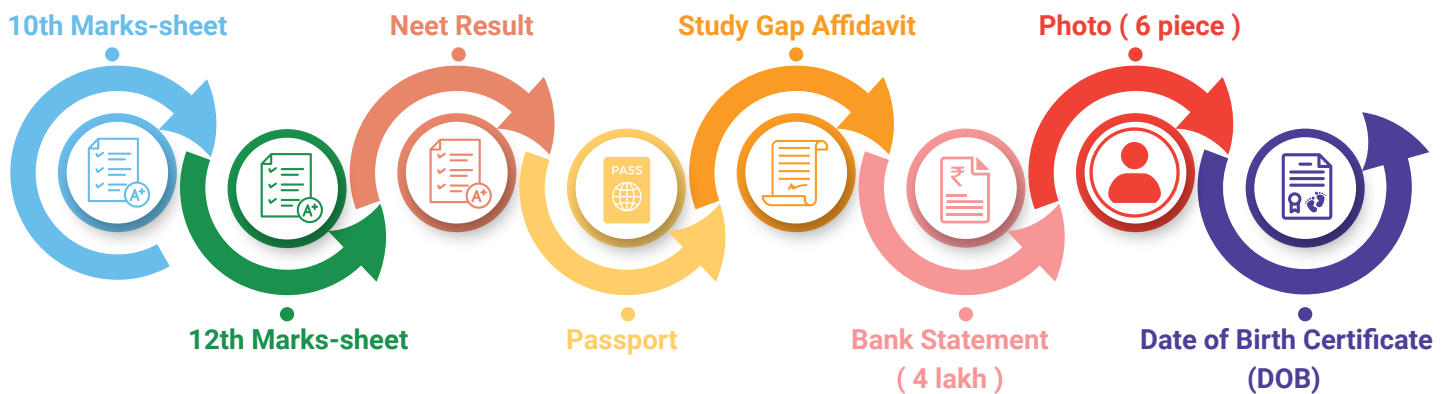 10th Marks-sheet
12th Marks-sheet
A+
A+
Neet Result
A+
Passport
PASS
Study Gap Affidavit
Bank Statement
( 4 lakh )
₹
Photo ( 6 piece )
Date of Birth Certificate
(DOB)